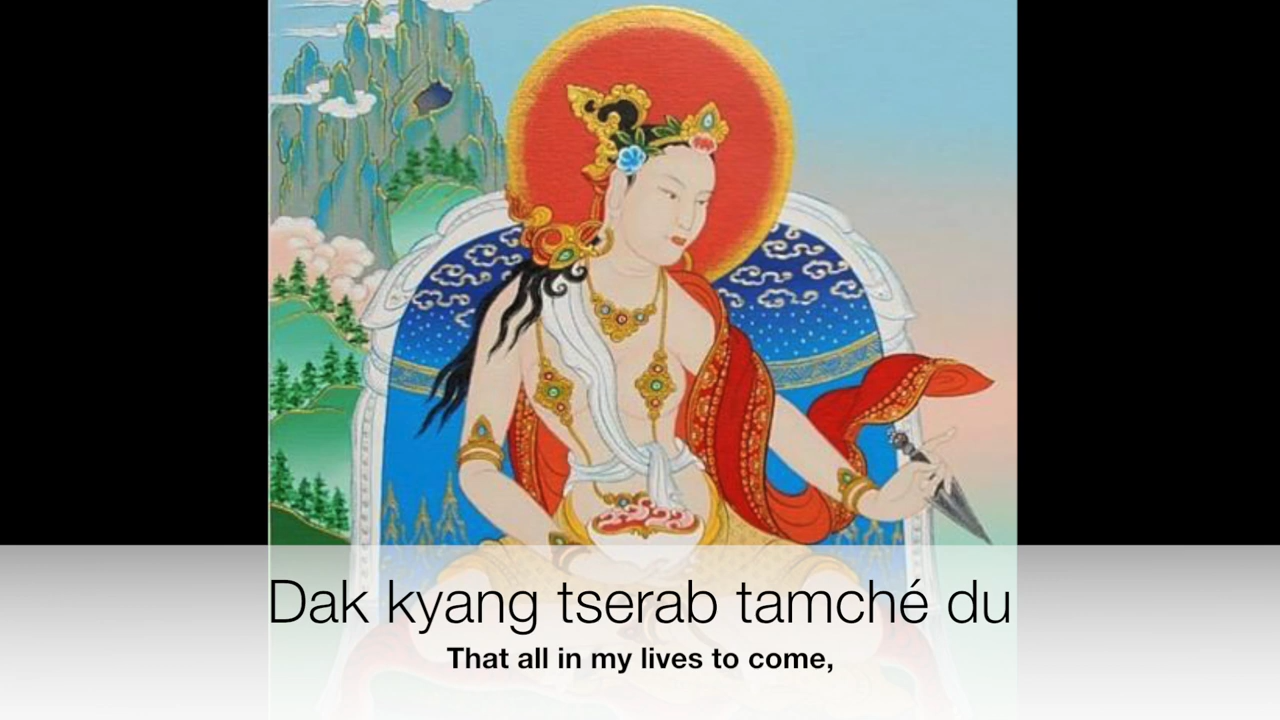 Dak kyang tserab tamché du
That all in my lives to come,